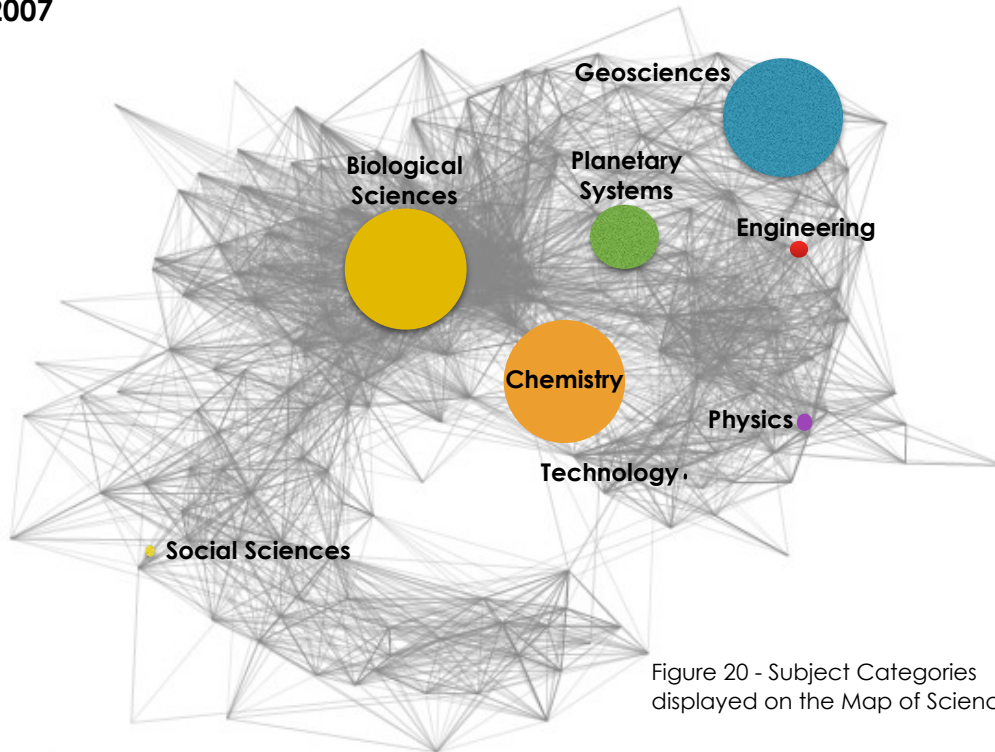 2007
Geosciences
Biological
Sciences
Planetary
Systems
Engineering
Chemistry
Physics
Technology
Social Sciences
Figure 20 - Subject Categories
displayed on the Map of Scienc